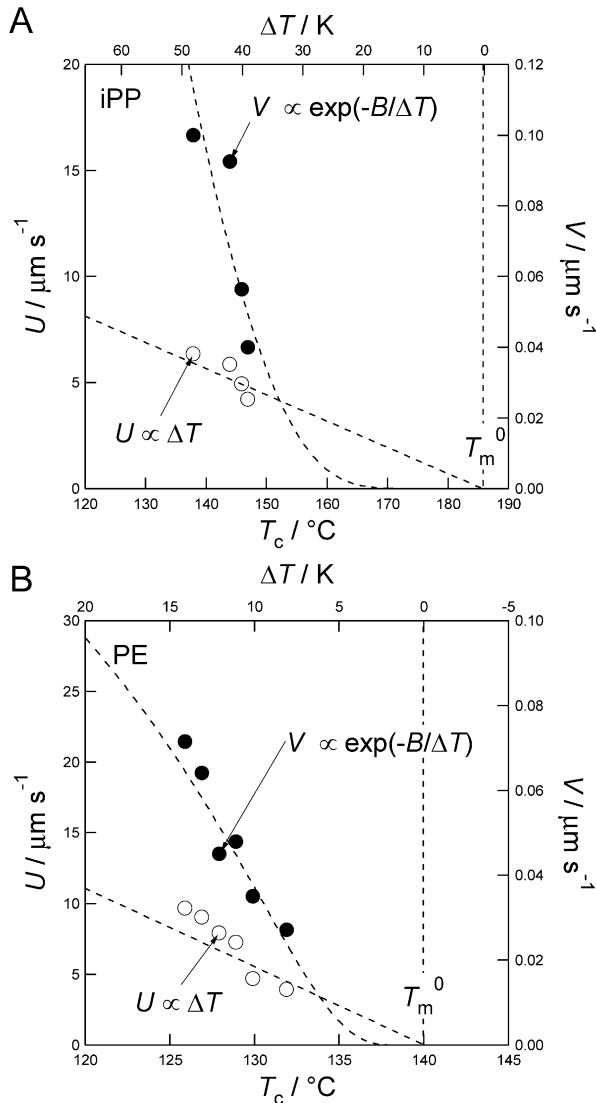 A
ΔT / K
60 50 40 30 20 10 0
20 0.12
iPP
V ∝ exp(-B/ΔT)
15 0.10
0.08
U / μm s⁻¹
V / μm s⁻¹
10 0.06
0.04
5
U ∝ ΔT
0.02
Tₘ⁰
0 0.00
120 130 140 150 160 170 180 190
T_c / °C
B
ΔT / K
20 15 10 5 0 -5
30 0.10
PE
25 0.08
V ∝ exp(-B/ΔT)
20
0.06
U / μm s⁻¹
V / μm s⁻¹
15
0.04
10
0.02
5
U ∝ ΔT
Tₘ⁰
0 0.00
120 125 130 135 140 145
T_c / °C